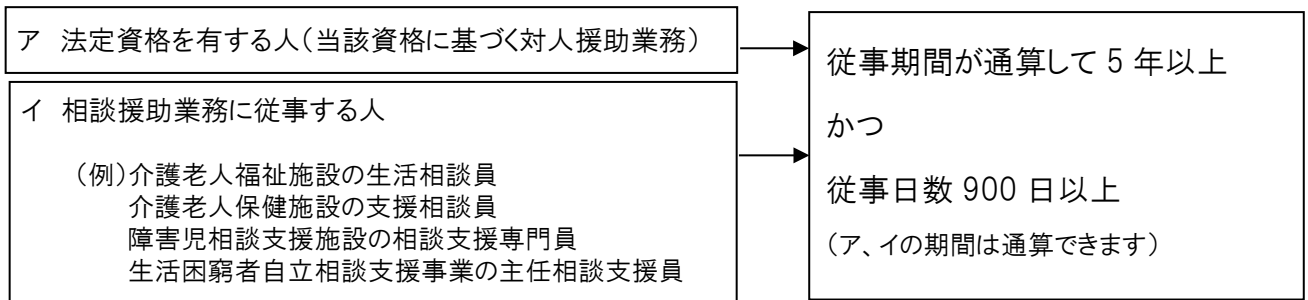 ア 法定資格を有する人（当該資格に基づく対人援助業務）
イ 相談援助業務に従事する人
（例）介護老人福祉施設の生活相談員
介護老人保健施設の支援相談員
障害児相談支援施設の相談支援専門員
生活困窮者自立相談支援事業の主任相談支援員
従事期間が通算して 5 年以上
かつ
従事日数 900 日以上
（ア、イの期間は通算できます）